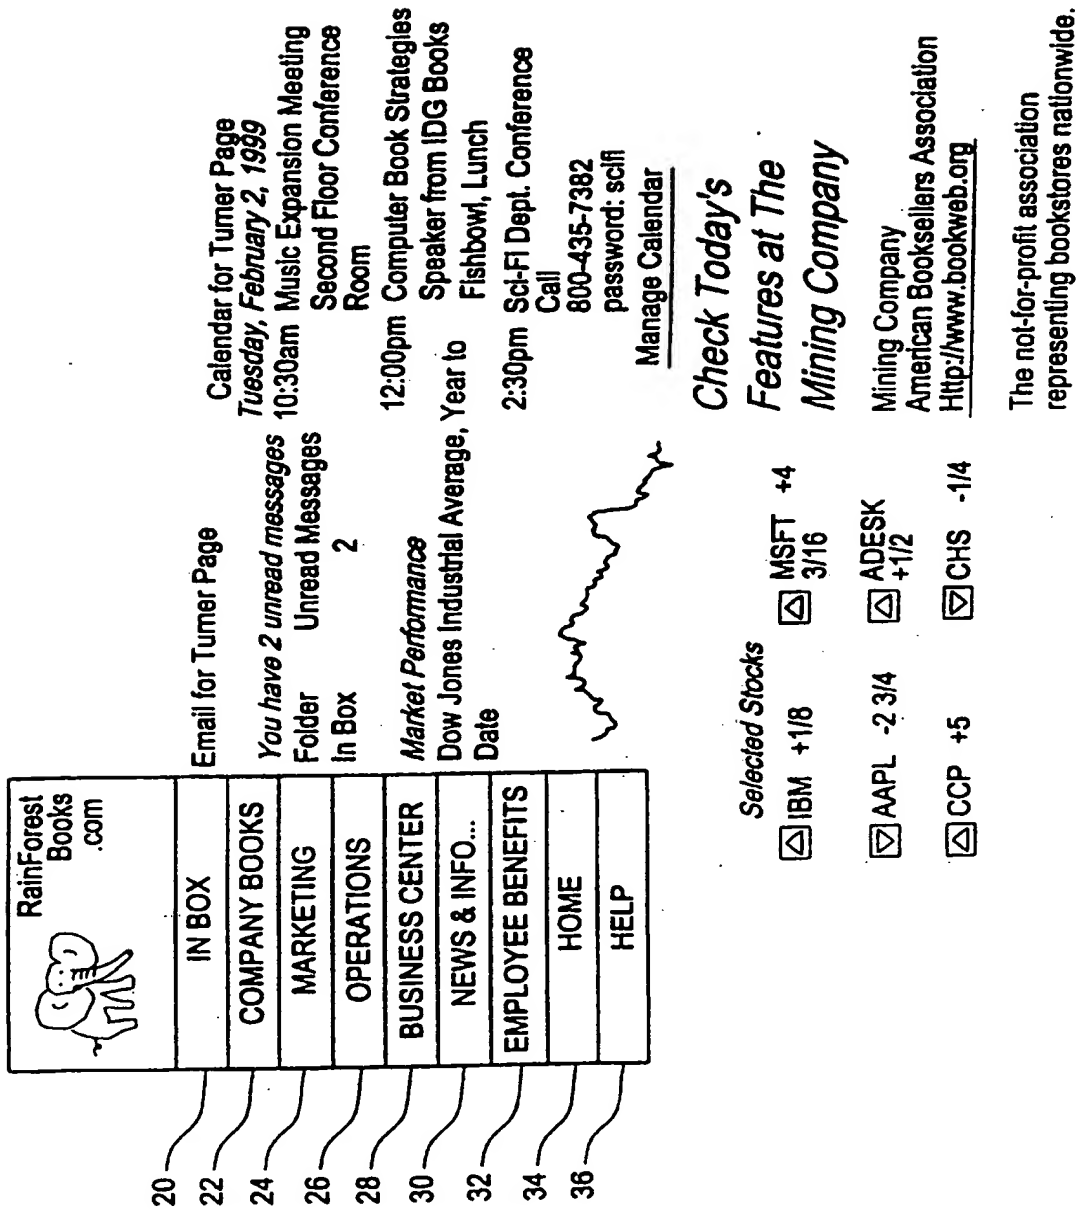 RainForest
Books
.com
20
IN BOX
22
COMPANY BOOKS
24
MARKETING
26
OPERATIONS
28
BUSINESS CENTER
30
NEWS & INFO...
32
EMPLOYEE BENEFITS
34
HOME
36
HELP
Email for Turner Page
You have 2 unread messages
Folder Unread Messages
In Box 2
Market Performance
Dow Jones Industrial Average, Year to
Date
Selected Stocks
IBM +1/8
MSFT +4
3/16
AAPL -2 3/4
ADESK
+1/2
CCP +5
CHS -1/4
Calendar for Turner Page
Tuesday, February 2, 1999
10:30am Music Expansion Meeting
Second Floor Conference
Room
12:00pm Computer Book Strategies
Speaker from IDG Books
Fishbowl, Lunch
2:30pm Sci-Fi Dept. Conference
Call
800-435-7382
password: scifi
Manage Calendar
Check Today's
Features at The
Mining Company
Mining Company
American Booksellers Association
Http://www.bookweb.org
The not-for-profit association
representing bookstores nationwide.